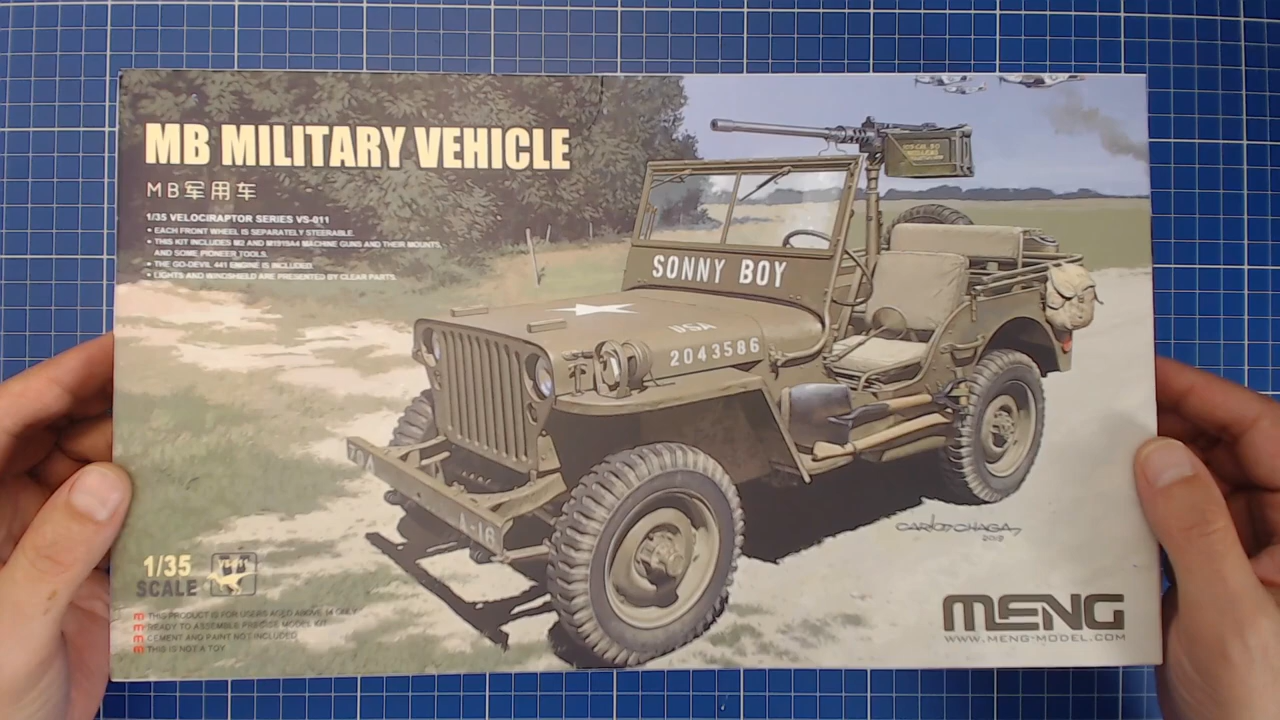 MB MILITARY VEHICLE
MB军用车
1/35 VELOCIRAPTOR SERIES VS-011
• EACH FRONT WHEEL IS SEPARATELY STEERABLE.
• THIS KIT INCLUDES M2 AND M1919A4 MACHINE GUNS AND THEIR MOUNTS, 
AND SOME PIONEER TOOLS.
• THE GO-DEVIL 441 ENGINE IS INCLUDED.
• LIGHTS AND WINDSHIELD ARE PRESENTED BY CLEAR PARTS.
SONNY BOY
USA
2043586
A-16
CARLOS CHAGA
2019
1/35
SCALE
THIS PRODUCT IS FOR USERS AGED ABOVE 14 ONLY
READY TO ASSEMBLE PRECISE MODEL KIT
CEMENT AND PAINT NOT INCLUDED
THIS IS NOT A TOY
MENG
WWW.MENG-MODEL.COM